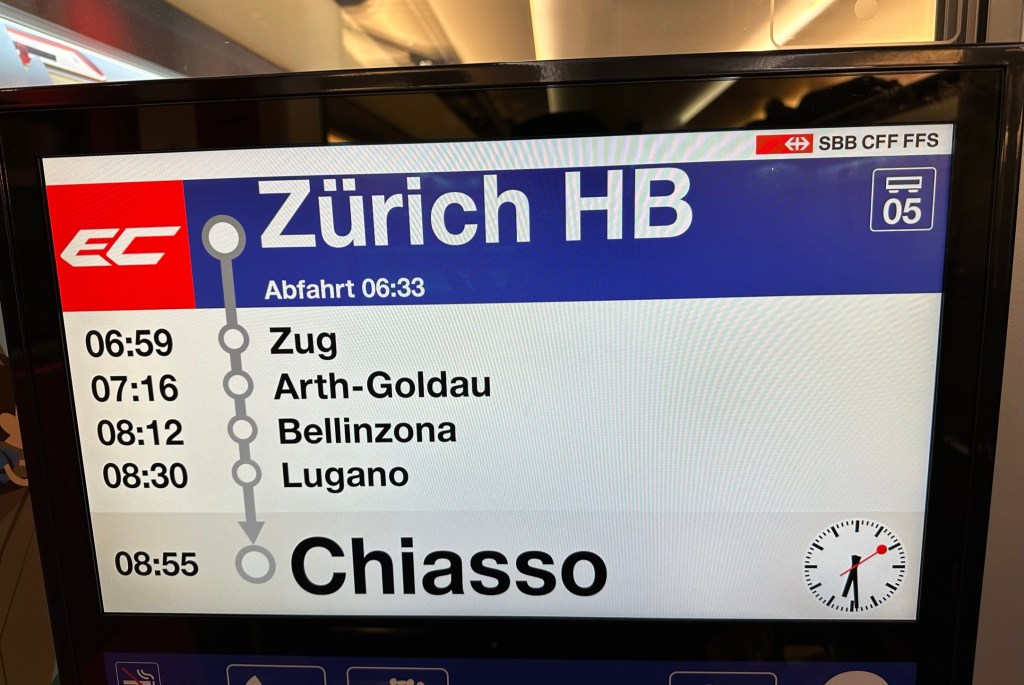 SBB CFF FFS
EC
Zürich HB
05
Abfahrt 06:33
06:59 Zug
07:16 Arth-Goldau
08:12 Bellinzona
08:30 Lugano
08:55 Chiasso